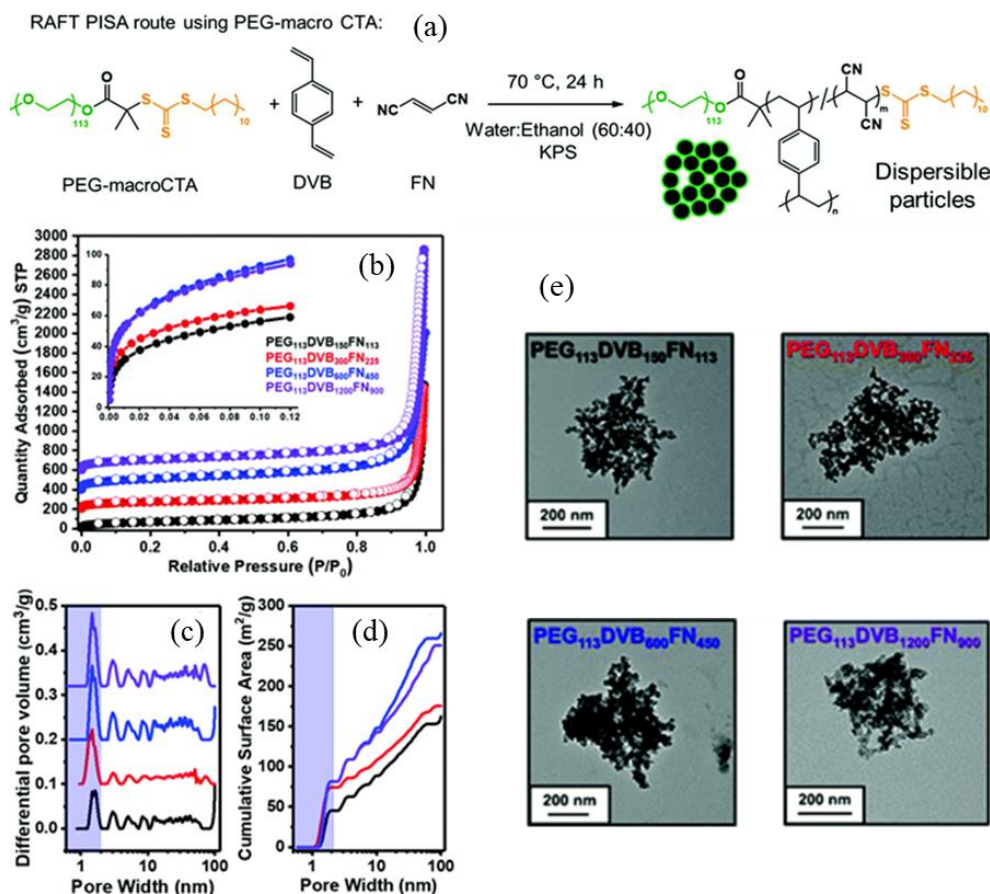 RAFT PISA route using PEG-macro CTA: (a)
O
O
O
113
S
S
S
10
+
+
NC
CN
PEG-macroCTA
DVB
FN
70 °C, 24 h
Water:Ethanol (60:40)
KPS
O
O
O
113
CN
m
CN
S
S
S
10
n
Dispersible
particles
(b)
Quantity Adsorbed (cm³/g) STP
3000
2800
2600
2400
2200
2000
1800
1600
1400
1200
1000
800
600
400
200
0
100
80
60
40
20
0
0.00 0.02 0.04 0.06 0.08 0.10 0.12
PEG113DVB150FN113
PEG113DVB300FN225
PEG113DVB600FN450
PEG113DVB1200FN900
0.0 0.2 0.4 0.6 0.8 1.0
Relative Pressure (P/P0)
(c)
Differential pore volume (cm³/g)
0.5
0.4
0.3
0.2
0.1
0.0
1 10 100
Pore Width (nm)
(d)
Cumulative Surface Area (m²/g)
300
250
200
150
100
50
0
1 10 100
Pore Width (nm)
(e)
PEG113DVB150FN113
200 nm
PEG113DVB300FN225
200 nm
PEG113DVB600FN450
200 nm
PEG113DVB1200FN900
200 nm